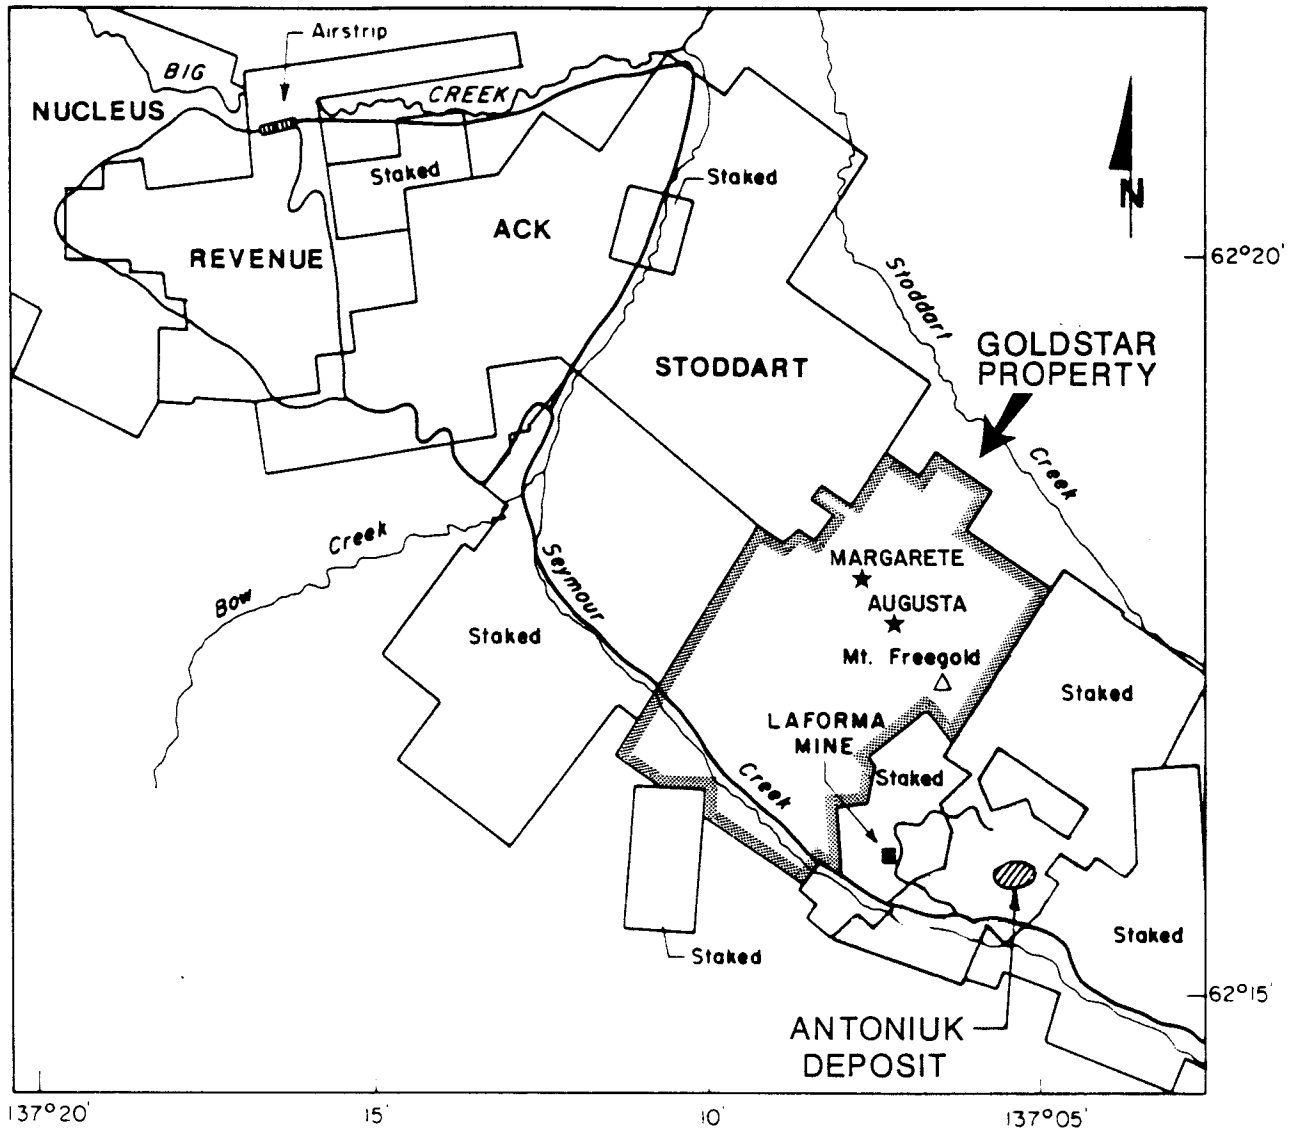 Airstrip
BIG
CREEK
NUCLEUS
Staked
Staked
N
ACK
REVENUE
62°20'
Stoddart
GOLDSTAR
PROPERTY
STODDART
Creek
Creek
Bow
Seymour
MARGARETE
AUGUSTA
Staked
Mt. Freegold
Staked
LAFORMA
MINE
Staked
Creek
Staked
Staked
62°15'
ANTONIUK
DEPOSIT
137°20'
15'
10'
137°05'